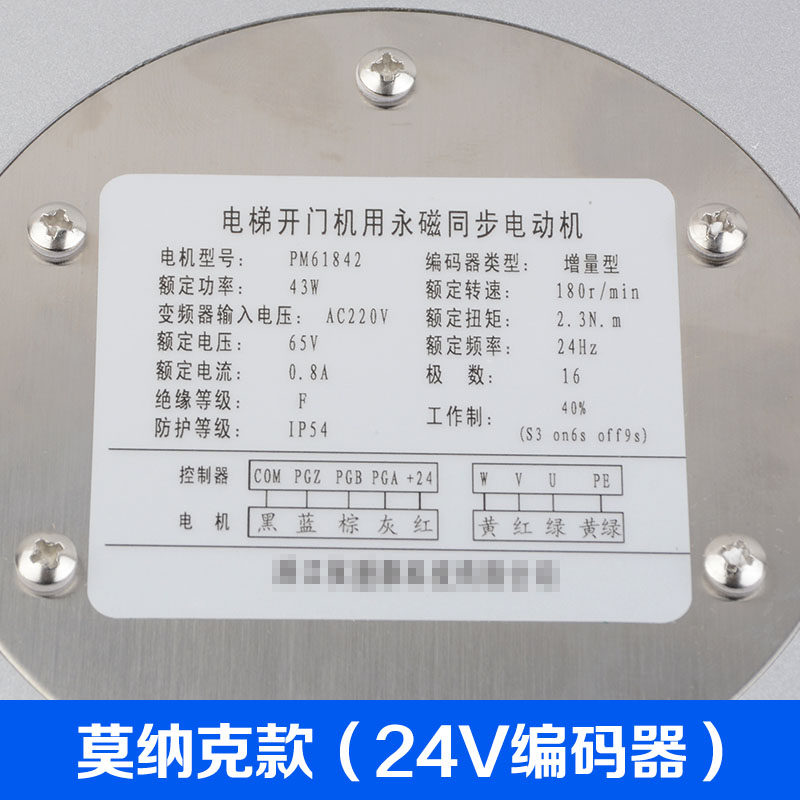 电梯开门机用永磁同步电动机
电机型号: PM61842 编码器类型: 增量型
额定功率: 43W 额定转速: 180r/min
变频器输入电压: AC220V 额定扭矩: 2.3N.m
额定电压: 65V 额定频率: 24Hz
额定电流: 0.8A 极 数: 16
绝缘等级: F 工作制: 40%
防护等级: IP54 (S3 on6s off9s)
控制器 COM PGZ PGB PGA +24 W V U PE
电 机 黑 蓝 棕 灰 红 黄 红 绿 黄绿
莫纳克款（24V编码器）